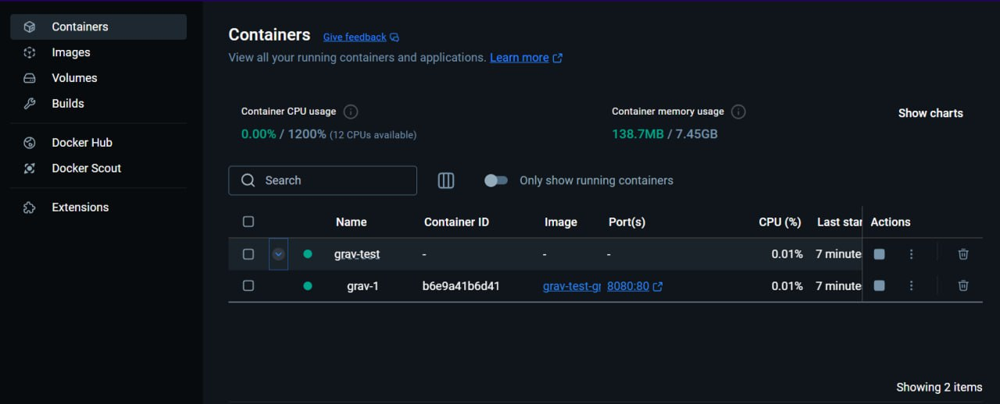 Containers
Images
Volumes
Builds
Docker Hub
Docker Scout
Extensions
Containers Give feedback
View all your running containers and applications. Learn more
Container CPU usage
0.00% / 1200% (12 CPUs available)
Container memory usage
138.7MB / 7.45GB
Show charts
Search
Only show running containers
Name Container ID Image Port(s) CPU (%) Last star Actions
grav-test - - - 0.01% 7 minute
grav-1 b6e9a41b6d41 grav-test-gr 8080:80 0.01% 7 minute
Showing 2 items